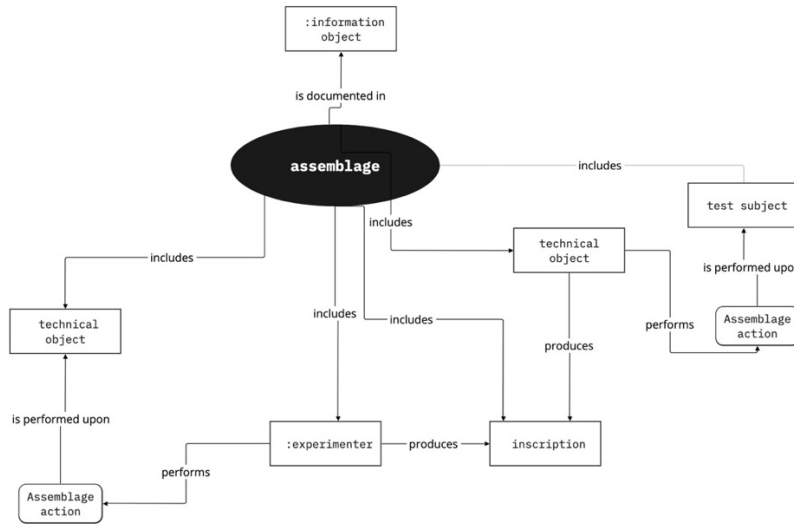 :information
object
is documented in
assemblage
includes
test subject
includes
technical
object
is performed upon
includes
Assemblage
action
technical
object
includes
includes
performs
produces
is performed upon
:experimenter
produces
inscription
performs
Assemblage
action